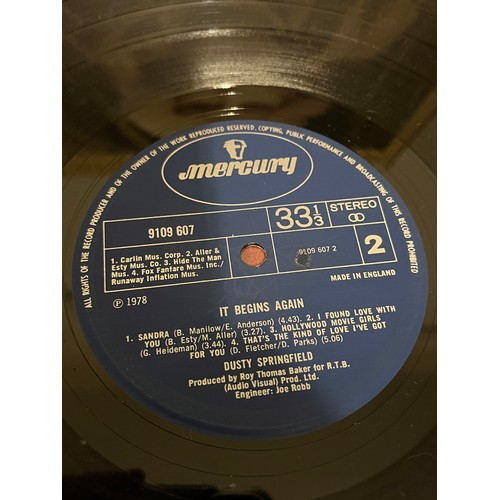 ALL RIGHTS OF THE RECORD PRODUCER AND OF THE OWNER OF THE WORK REPRODUCED RESERVED. COPYING, PUBLIC PERFORMANCE AND BROADCASTING OF THIS RECORD PROHIBITED
mercury
9109 607
33 1/3
STEREO
1. Carlin Mus. Corp. 2. Aller &
Esty Mus. Co. 3. Hide The Man
Mus. 4. Fox Fanfare Mus. Inc./
Runaway Inflation Mus.
9109 607 2
2
MADE IN ENGLAND
Ⓟ 1978
IT BEGINS AGAIN
1. SANDRA (B. Manilow/E. Anderson) (4.43). 2. I FOUND LOVE WITH
YOU (B. Esty/M. Aller) (3.27). 3. HOLLYWOOD MOVIE GIRLS
(G. Heideman) (3.44). 4. THAT'S THE KIND OF LOVE I'VE GOT
FOR YOU (D. Fletcher/D. Parks) (5.06)
DUSTY SPRINGFIELD
Produced by Roy Thomas Baker for R.T.B.
(Audio Visual) Prod. Ltd.
Engineer: Joe Robb